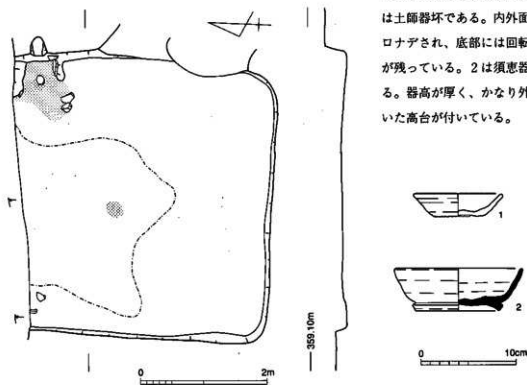 は土師器坏である。内外面
ロナデされ、底部には回転
が残っている。2は須恵器
る。器高が厚く、かなり外
いた高台が付いている。
1
2
359.10m
0 2m
0 10cm